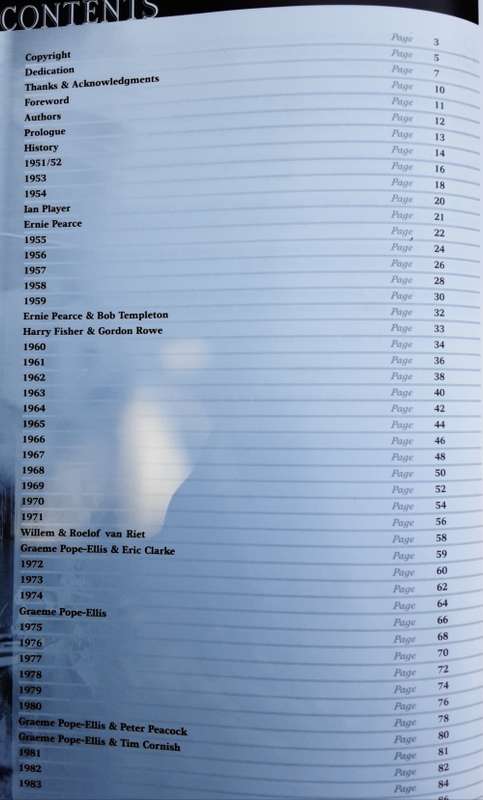 CONTENTS
Copyright Page 3
Dedication Page 5
Thanks & Acknowledgments Page 7
Foreword Page 10
Authors Page 11
Prologue Page 12
History Page 13
1951/52 Page 14
1953 Page 16
1954 Page 18
Ian Player Page 20
Ernie Pearce Page 21
1955 Page 22
1956 Page 24
1957 Page 26
1958 Page 28
1959 Page 30
Ernie Pearce & Bob Templeton Page 32
Harry Fisher & Gordon Rowe Page 33
1960 Page 34
1961 Page 36
1962 Page 38
1963 Page 40
1964 Page 42
1965 Page 44
1966 Page 46
1967 Page 48
1968 Page 50
1969 Page 52
1970 Page 54
1971 Page 56
Willem & Roelof van Riet Page 58
Graeme Pope-Ellis & Eric Clarke Page 59
1972 Page 60
1973 Page 62
1974 Page 64
Graeme Pope-Ellis Page 66
1975 Page 68
1976 Page 70
1977 Page 72
1978 Page 74
1979 Page 76
1980 Page 78
Graeme Pope-Ellis & Peter Peacock Page 80
Graeme Pope-Ellis & Tim Cornish Page 81
1981 Page 82
1982 Page 84
1983